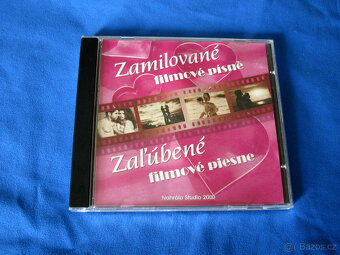 Zamilované
filmové písně
Zaľúbené
filmové piesne
Nahrálo Studio 2000
bazos.cz